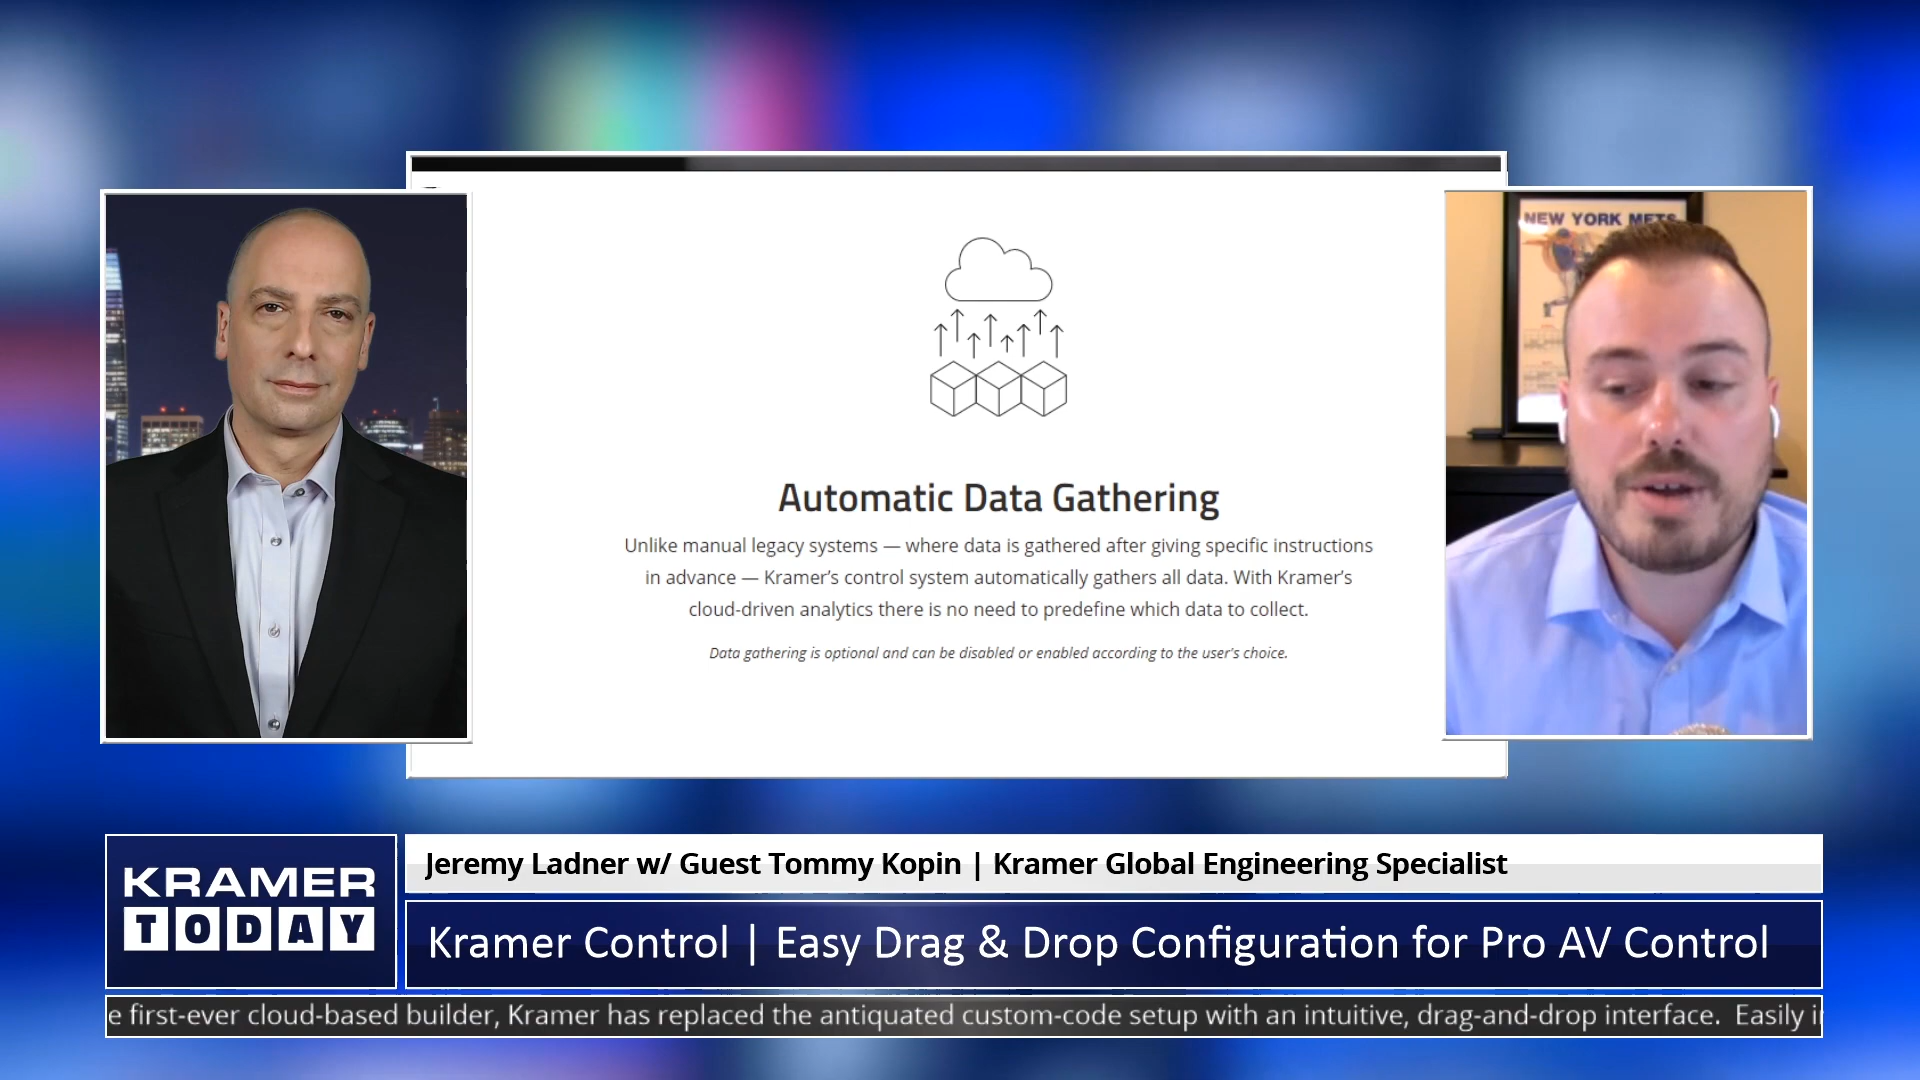 NEW YORK METS
Automatic Data Gathering
Unlike manual legacy systems — where data is gathered after giving specific instructions
in advance — Kramer’s control system automatically gathers all data. With Kramer’s
cloud-driven analytics there is no need to predefine which data to collect.
Data gathering is optional and can be disabled or enabled according to the user's choice.
KRAMER
TODAY
Jeremy Ladner w/ Guest Tommy Kopin | Kramer Global Engineering Specialist
Kramer Control | Easy Drag & Drop Configuration for Pro AV Control
e first-ever cloud-based builder, Kramer has replaced the antiquated custom-code setup with an intuitive, drag-and-drop interface. Easily i